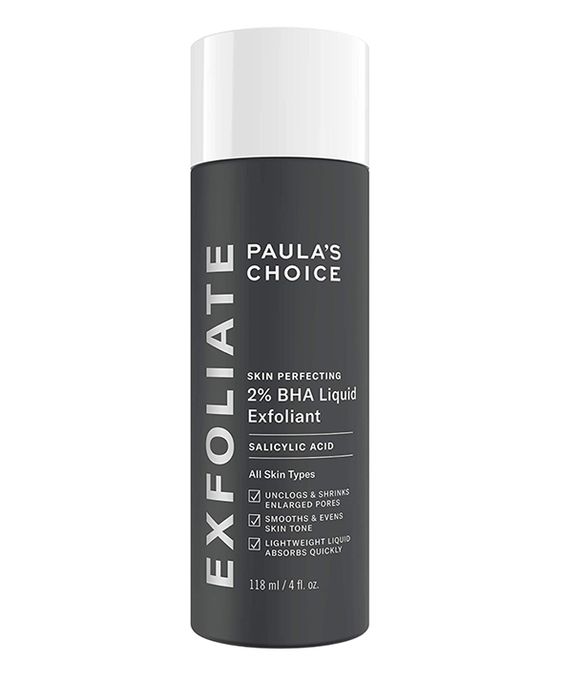 EXFOLIATE
PAULA'S
CHOICE
SKIN PERFECTING
2% BHA Liquid
Exfoliant
SALICYLIC ACID
All Skin Types
☑ UNCLOGS & SHRINKS
ENLARGED PORES
☑ SMOOTHS & EVENS
SKIN TONE
☑ LIGHTWEIGHT LIQUID
ABSORBS QUICKLY
118 ml / 4 fl. oz.